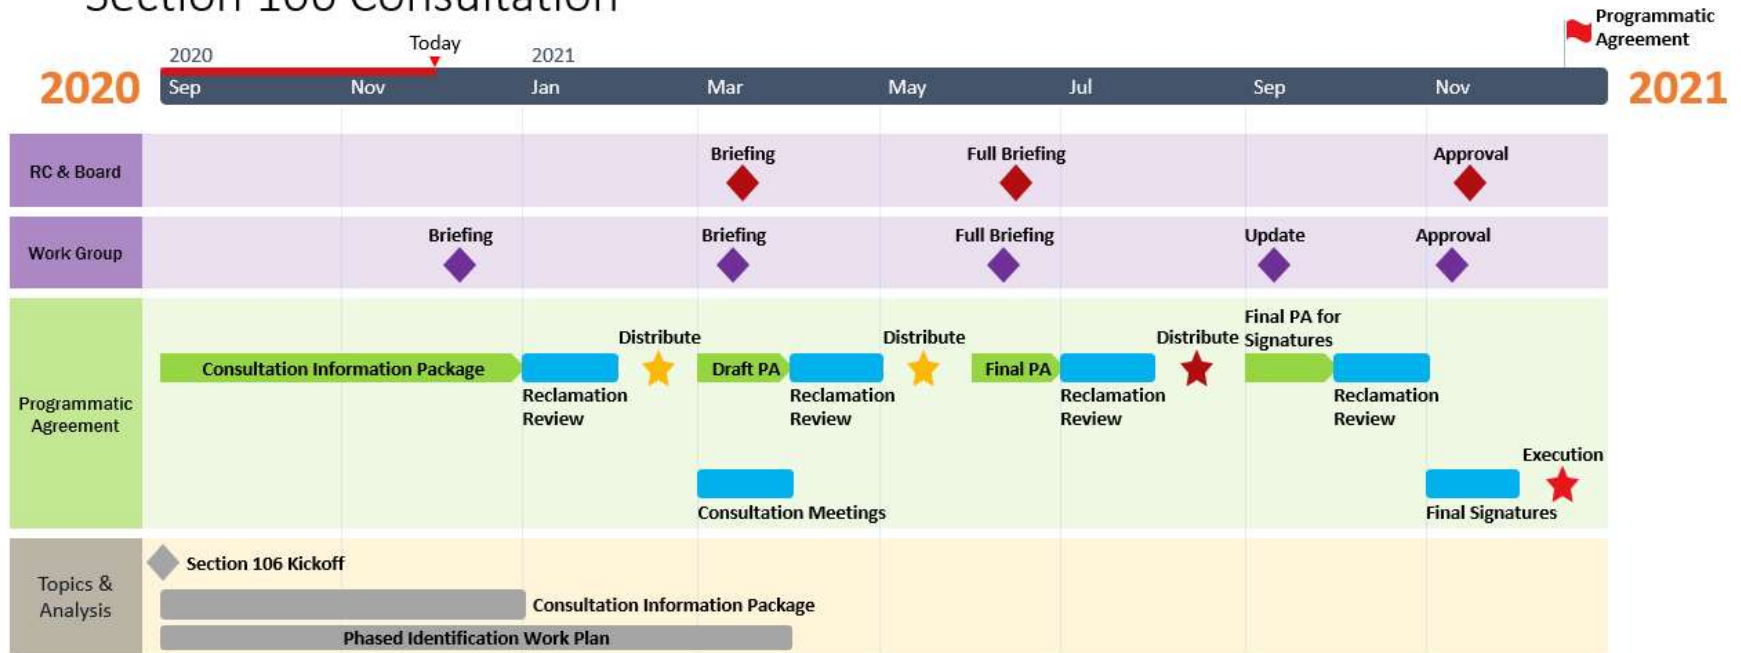 Section 106 Consultation
Programmatic
Agreement
Today
2020
2021
2020
Sep
Nov
Jan
Mar
May
Jul
Sep
Nov
2021
RC & Board
Briefing
Full Briefing
Approval
Work Group
Briefing
Briefing
Full Briefing
Update
Approval
Programmatic
Agreement
Consultation Information Package
Reclamation
Review
Distribute
Draft PA
Reclamation
Review
Distribute
Final PA
Reclamation
Review
Distribute
Final PA for
Signatures
Reclamation
Review
Consultation Meetings
Final Signatures
Execution
Topics &
Analysis
Section 106 Kickoff
Consultation Information Package
Phased Identification Work Plan